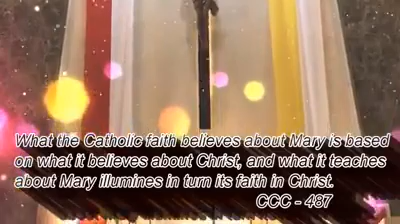 What the Catholic faith believes about Mary is based
on what it believes about Christ, and what it teaches
about Mary illumines in turn its faith in Christ.
CCC - 487